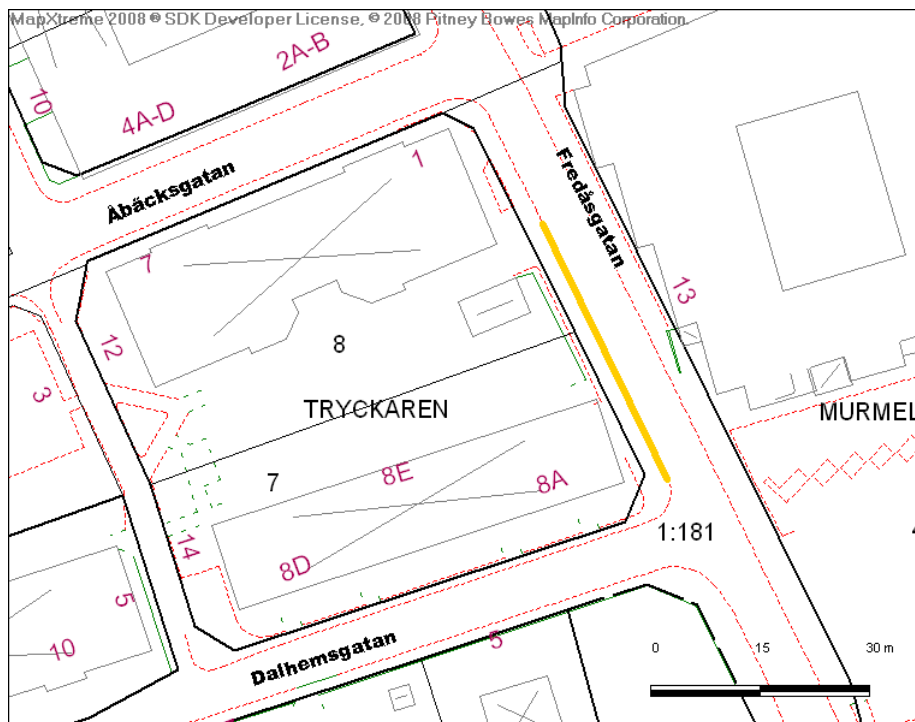 MapXtreme 2008 ® SDK Developer License, © 2008 Pitney Bowes MapInfo Corporation.
2A-B
10
4A-D
Åbäcksgatan
1
Fredåsgatan
7
13
12
8
3
TRYCKAREN
MURMEL
8E
7
8A
1:181
4
14
8D
5
10
5
Dalhemsgatan
0 15 30 m